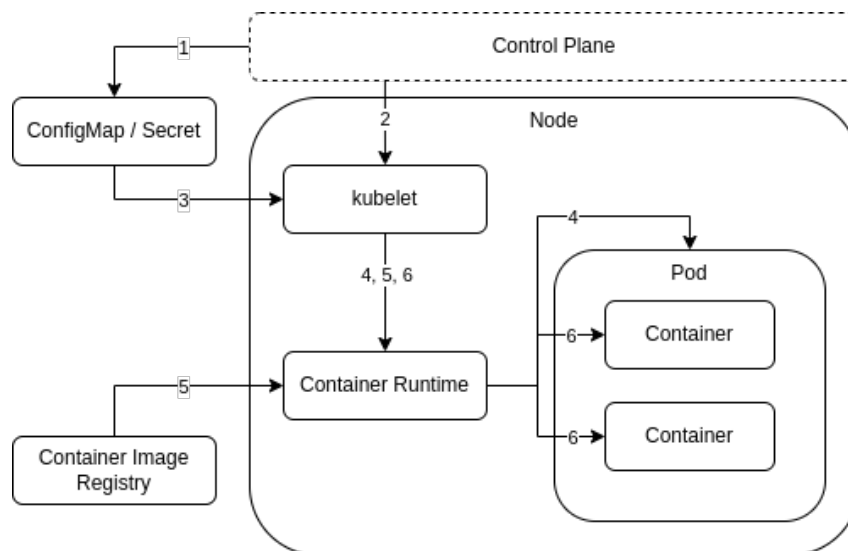 1
Control Plane
ConfigMap / Secret
2
Node
3
kubelet
4
4, 5, 6
Pod
6
Container
5
Container Runtime
6
Container
Container Image
Registry